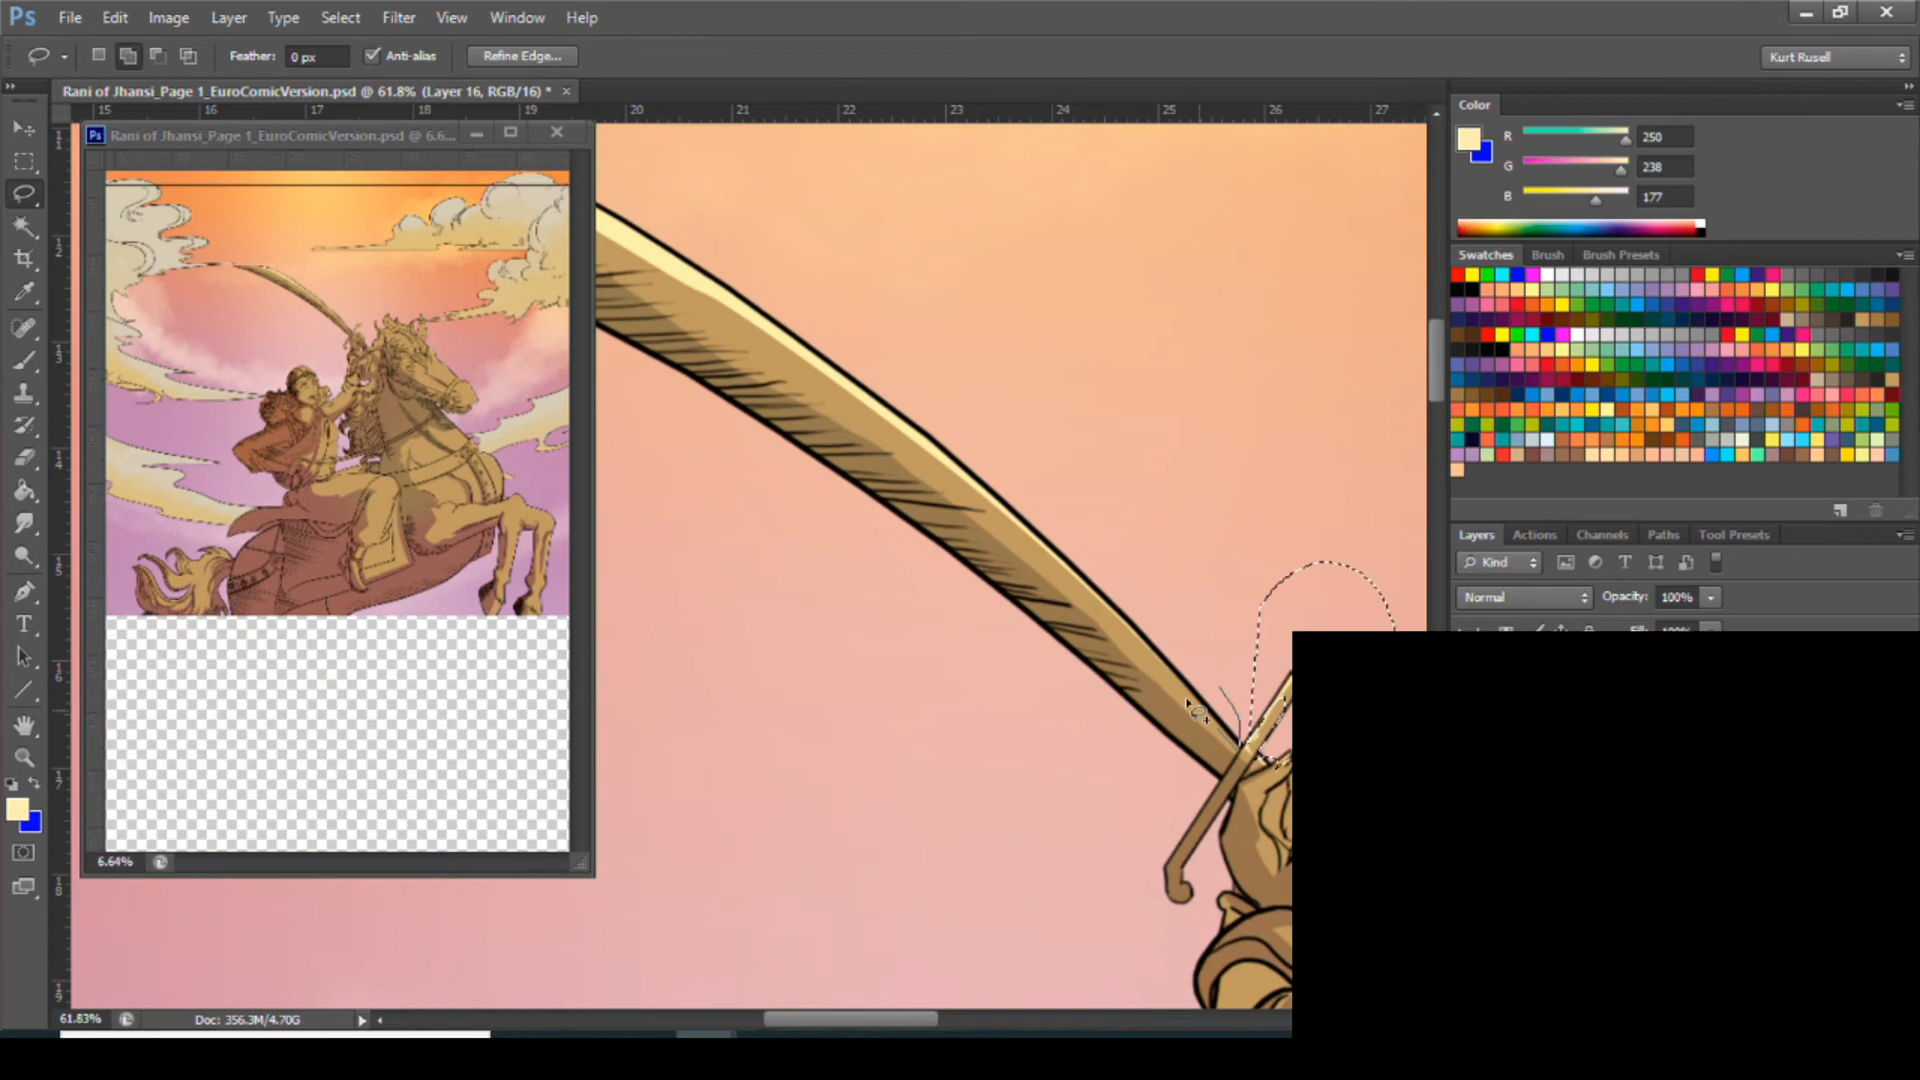 Ps File Edit Image Layer Type Select Filter View Window Help
Feather: 0 px Anti-alias Refine Edge... Kurt Rusell
Rani of Jhansi_Page 1_EuroComicVersion.psd @ 61.8% (Layer 16, RGB/16) * ×
15 16 17 18 19 20 21 22 23 24 25 26 27
Ps Rani of Jhansi_Page 1_EuroComicVersion.psd @ 6.6...
Color
R 250
G 238
B 177
Swatches Brush Brush Presets
Layers Actions Channels Paths Tool Presets
Kind
Normal Opacity: 100%
6.64%
61.83% Doc: 356.3M/4.70G